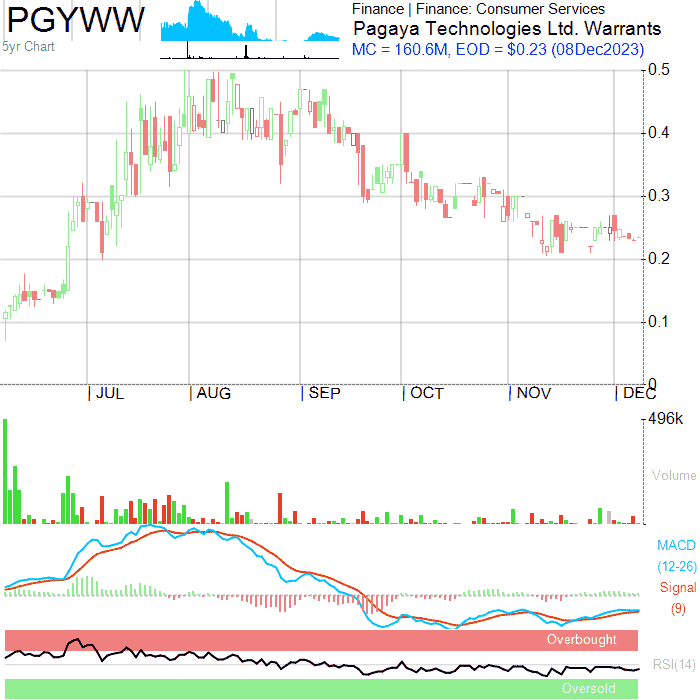 PGYWW
5yr Chart
Finance | Finance: Consumer Services
Pagaya Technologies Ltd. Warrants
MC = 160.6M, EOD = $0.23 (08Dec2023)
0.5
0.4
0.3
0.2
0.1
0
JUL AUG SEP OCT NOV DEC
496k
Volume
MACD
(12-26)
Signal
(9)
Overbought
RSI(14)
Oversold